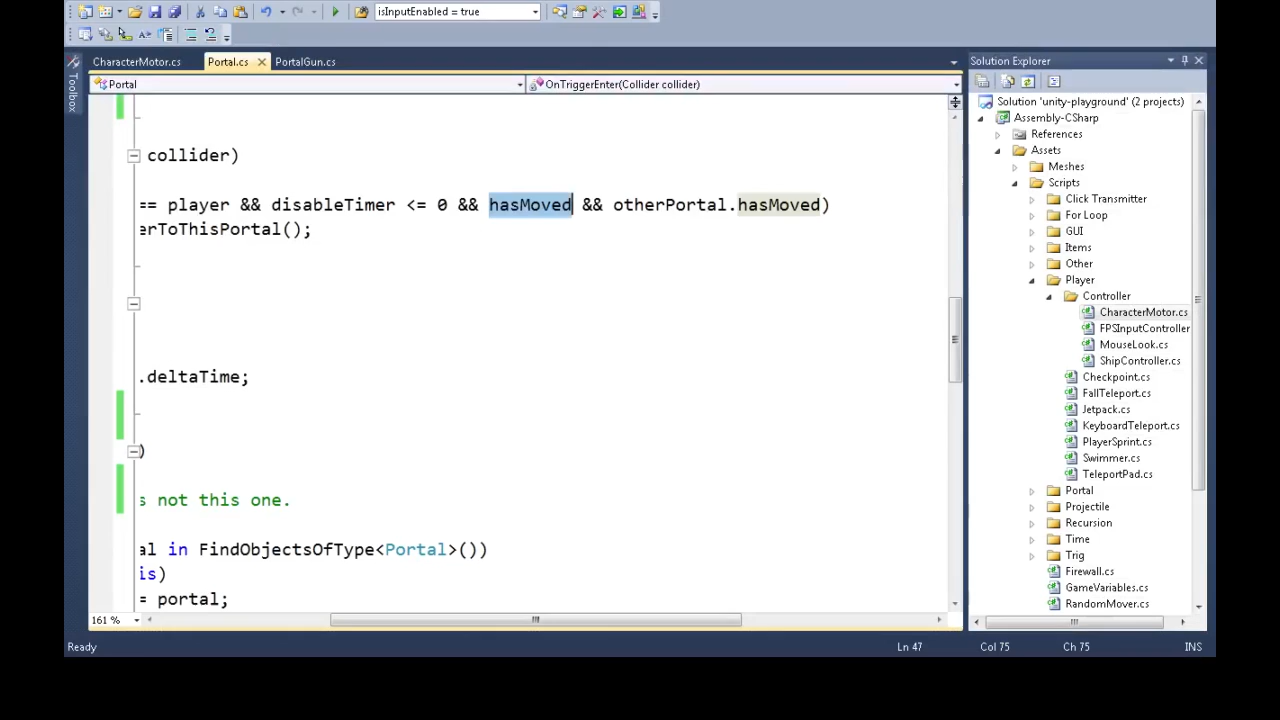 isInputEnabled = true
CharacterMotor.cs
Portal.cs
PortalGun.cs
Portal
OnTriggerEnter(Collider collider)
Toolbox
collider)
== player && disableTimer <= 0 && hasMoved && otherPortal.hasMoved)
erToThisPortal();
.deltaTime;
)
s not this one.
al in FindObjectsOfType<Portal>())
is)
= portal;
161 %
Solution Explorer
Solution 'unity-playground' (2 projects)
Assembly-CSharp
References
Assets
Meshes
Scripts
Click Transmitter
For Loop
GUI
Items
Other
Player
Controller
CharacterMotor.cs
FPSInputController
MouseLook.cs
ShipController.cs
Checkpoint.cs
FallTeleport.cs
Jetpack.cs
KeyboardTeleport.cs
PlayerSprint.cs
Swimmer.cs
TeleportPad.cs
Portal
Projectile
Recursion
Time
Trig
Firewall.cs
GameVariables.cs
RandomMover.cs
Ready
Ln 47
Col 75
Ch 75
INS